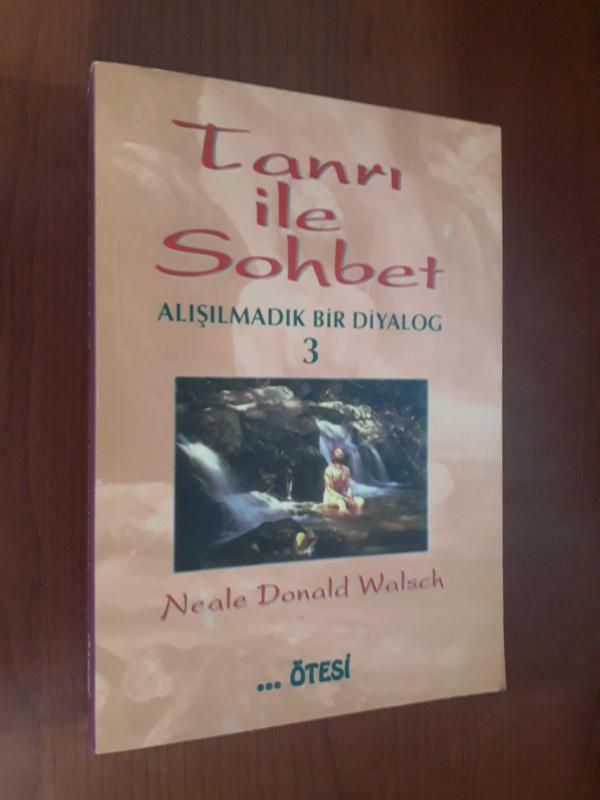 Tanrı
ile
Sohbet
ALIŞILMADIK BİR DİYALOG
3
Neale Donald Walsch
... ÖTESİ